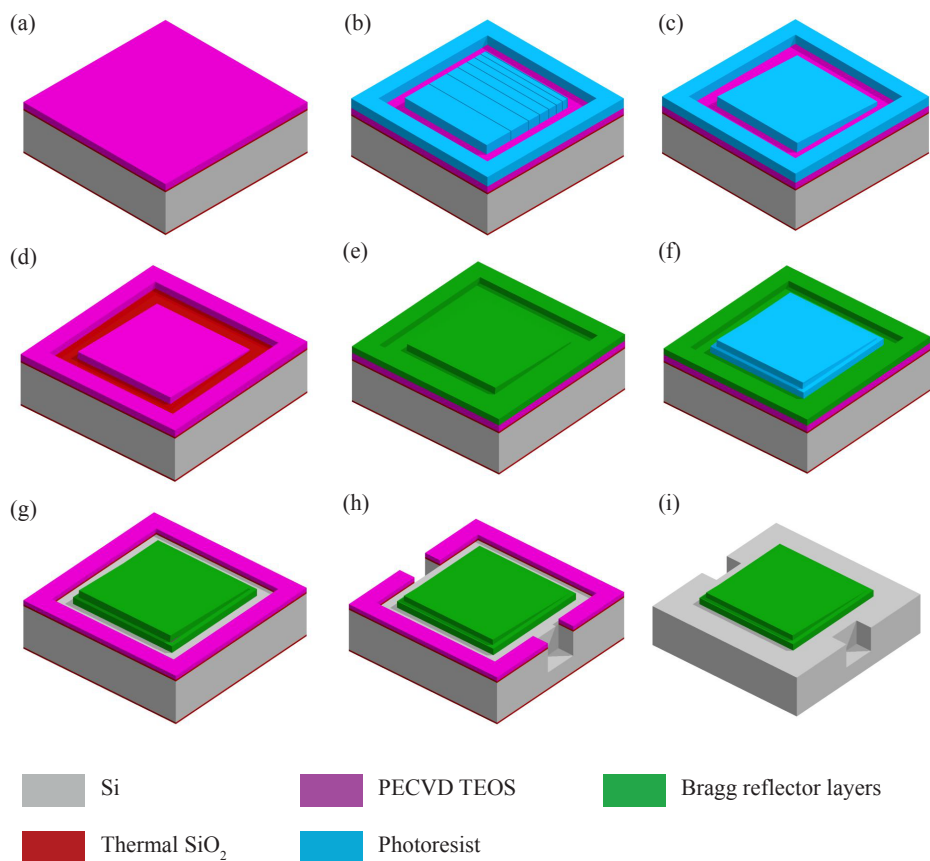 (a)
(b)
(c)
(d)
(e)
(f)
(g)
(h)
(i)
Si
PECVD TEOS
Bragg reflector layers
Thermal SiO₂
Photoresist